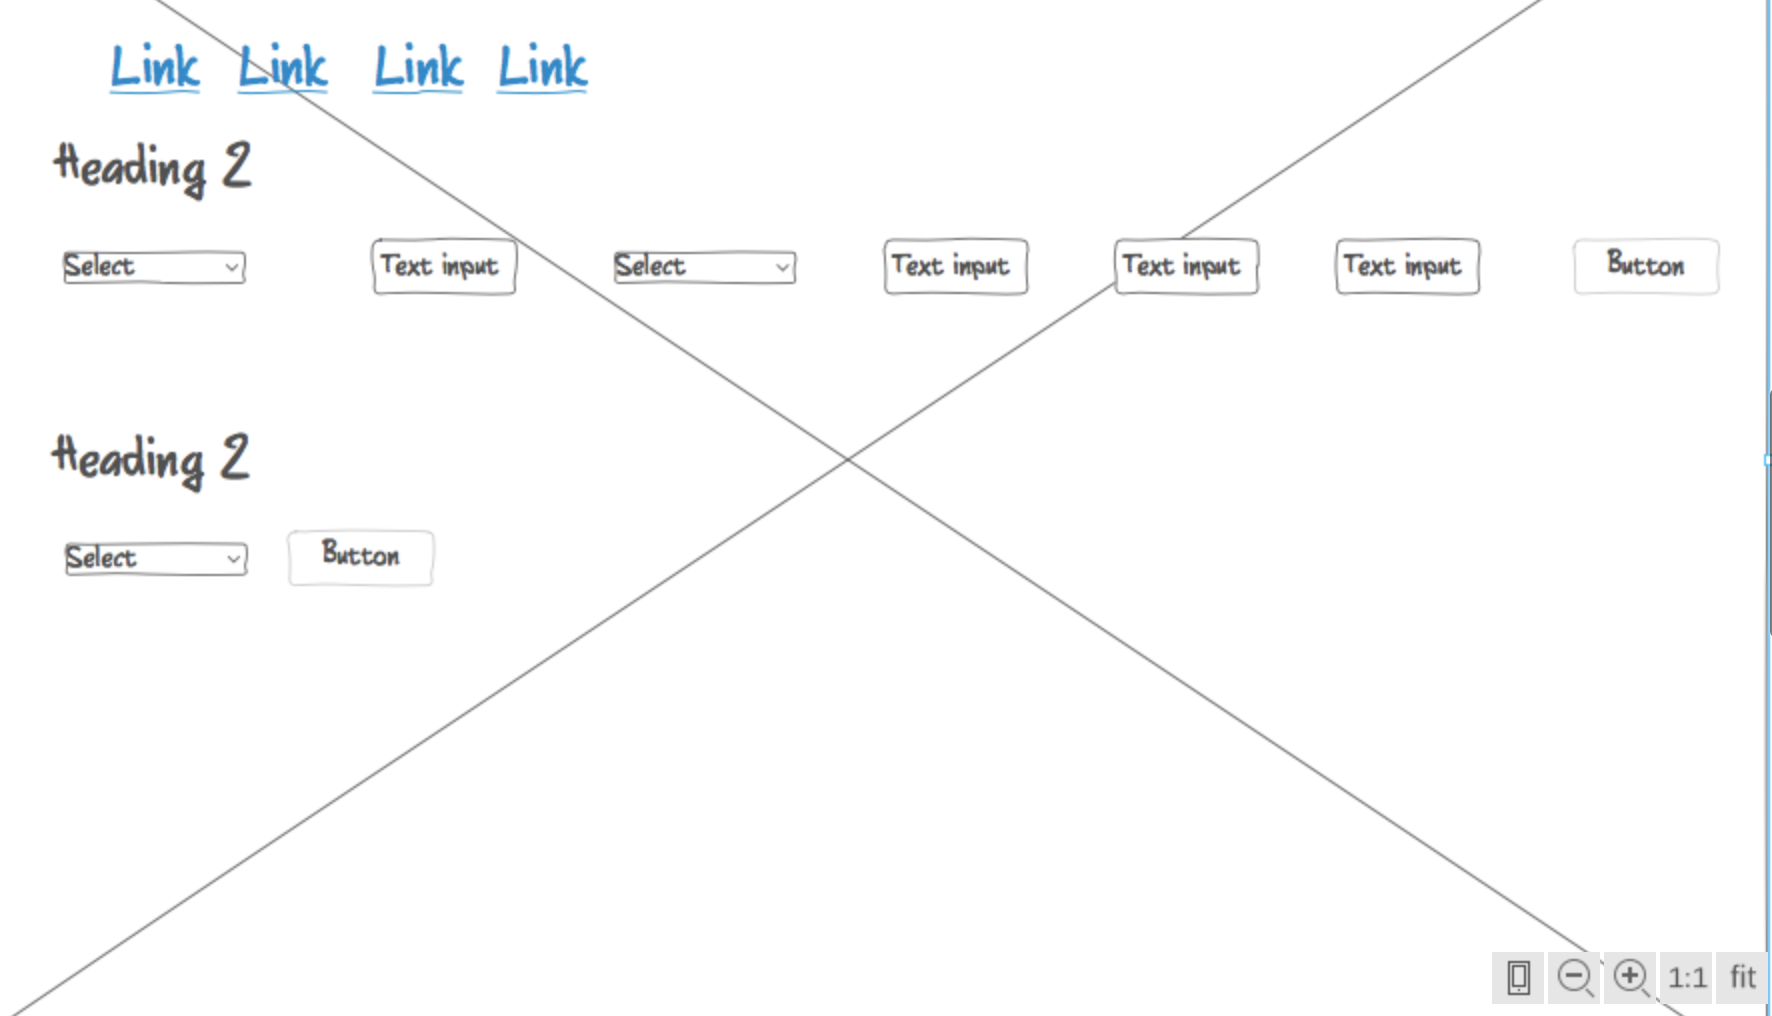 Link Link Link Link
Heading 2
Select Text input Select Text input Text input Text input Button
Heading 2
Select Button
1:1 fit